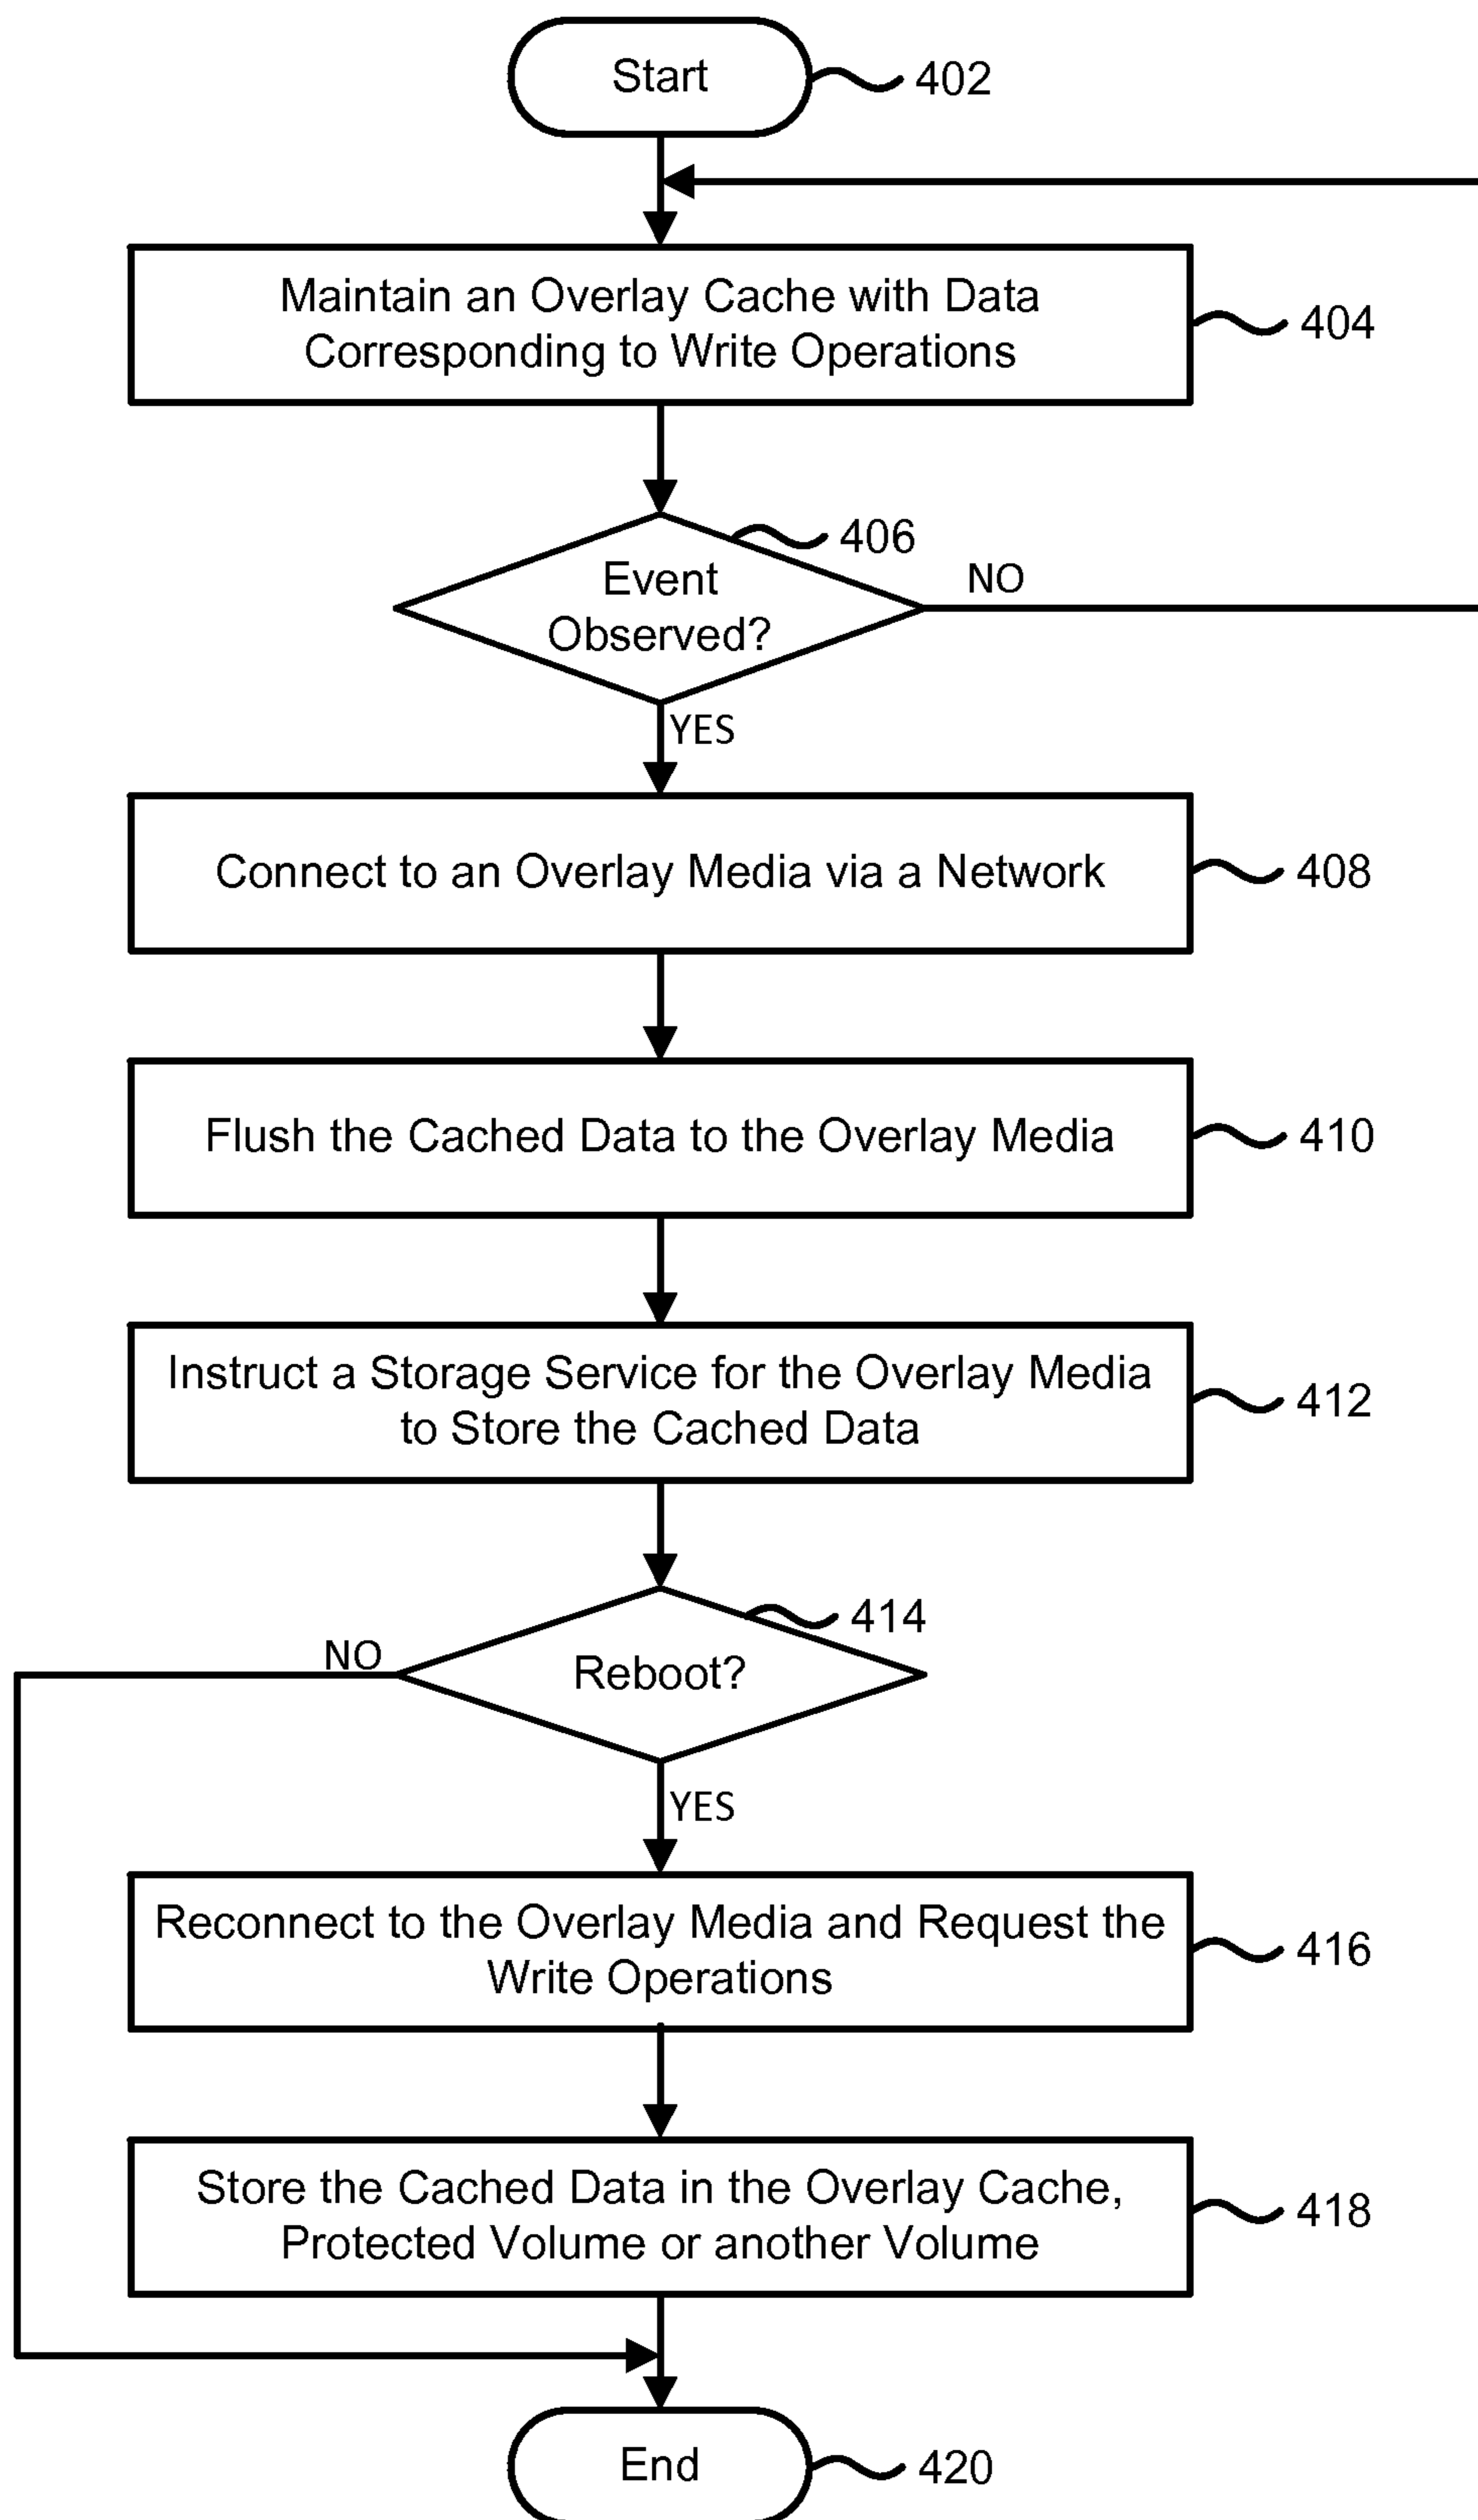 Start
402
Maintain an Overlay Cache with Data
Corresponding to Write Operations
404
406
Event
Observed?
NO
YES
Connect to an Overlay Media via a Network
408
Flush the Cached Data to the Overlay Media
410
Instruct a Storage Service for the Overlay Media
to Store the Cached Data
412
414
Reboot?
NO
YES
Reconnect to the Overlay Media and Request the
Write Operations
416
Store the Cached Data in the Overlay Cache,
Protected Volume or another Volume
418
End
420